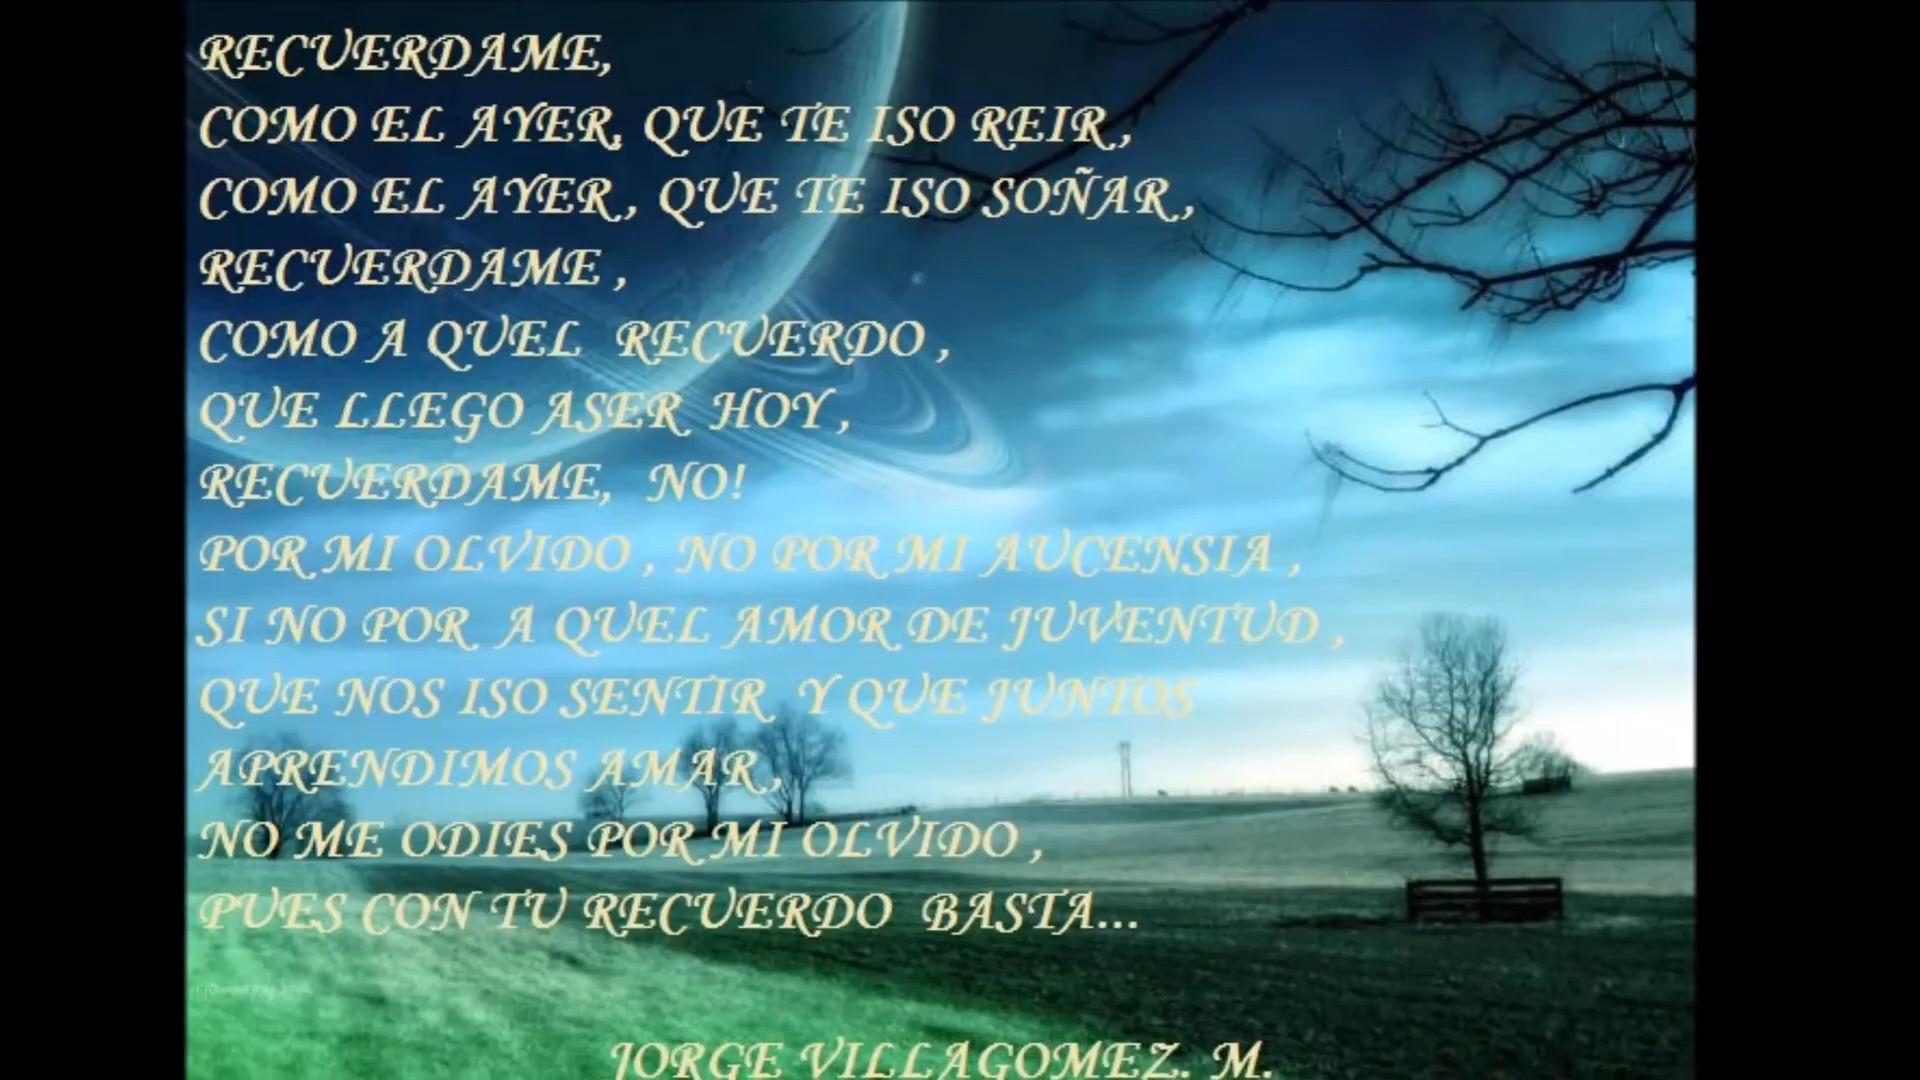 RECUERDAME,
COMO EL AYER, QUE TE ISO REIR ,
COMO EL AYER , QUE TE ISO SOÑAR ,
RECUERDAME ,
COMO A QUEL RECUERDO ,
QUE LLEGO ASER HOY ,
RECUERDAME, NO!
POR MI OLVIDO , NO POR MI AUCENSIA ,
SI NO POR A QUEL AMOR DE JUVENTUD ,
QUE NOS ISO SENTIR Y QUE JUNTOS
APRENDIMOS AMAR ,
NO ME ODIES POR MI OLVIDO ,
PUES CON TU RECUERDO BASTA...
JORGE VILLAGOMEZ. M.